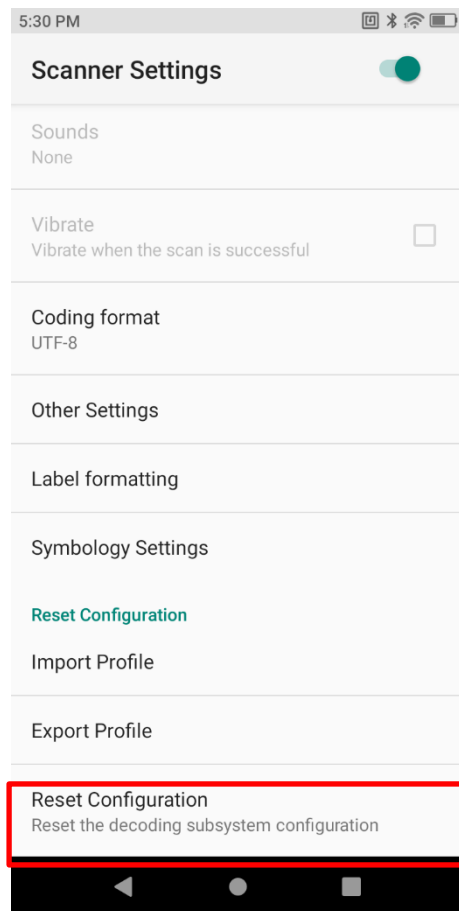 5:30 PM
Scanner Settings
Sounds
None
Vibrate
Vibrate when the scan is successful
Coding format
UTF-8
Other Settings
Label formatting
Symbology Settings
Reset Configuration
Import Profile
Export Profile
Reset Configuration
Reset the decoding subsystem configuration